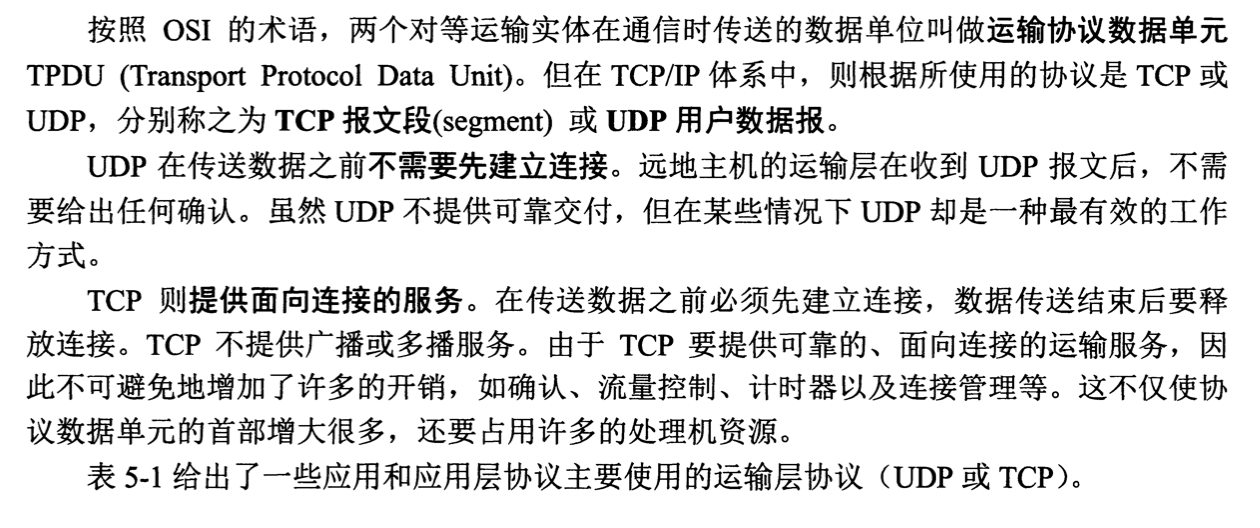 按照 OSI 的术语，两个对等运输实体在通信时传送的数据单位叫做运输协议数据单元
TPDU (Transport Protocol Data Unit)。但在 TCP/IP 体系中，则根据所使用的协议是 TCP 或
UDP，分别称之为 TCP 报文段(segment) 或 UDP 用户数据报。
UDP 在传送数据之前不需要先建立连接。远地主机的运输层在收到 UDP 报文后，不需
要给出任何确认。虽然 UDP 不提供可靠交付，但在某些情况下 UDP 却是一种最有效的工作
方式。
TCP 则提供面向连接的服务。在传送数据之前必须先建立连接，数据传送结束后要释
放连接。TCP 不提供广播或多播服务。由于 TCP 要提供可靠的、面向连接的运输服务，因
此不可避免地增加了许多的开销，如确认、流量控制、计时器以及连接管理等。这不仅使协
议数据单元的首部增大很多，还要占用许多的处理机资源。
表 5-1 给出了一些应用和应用层协议主要使用的运输层协议（UDP 或 TCP）。